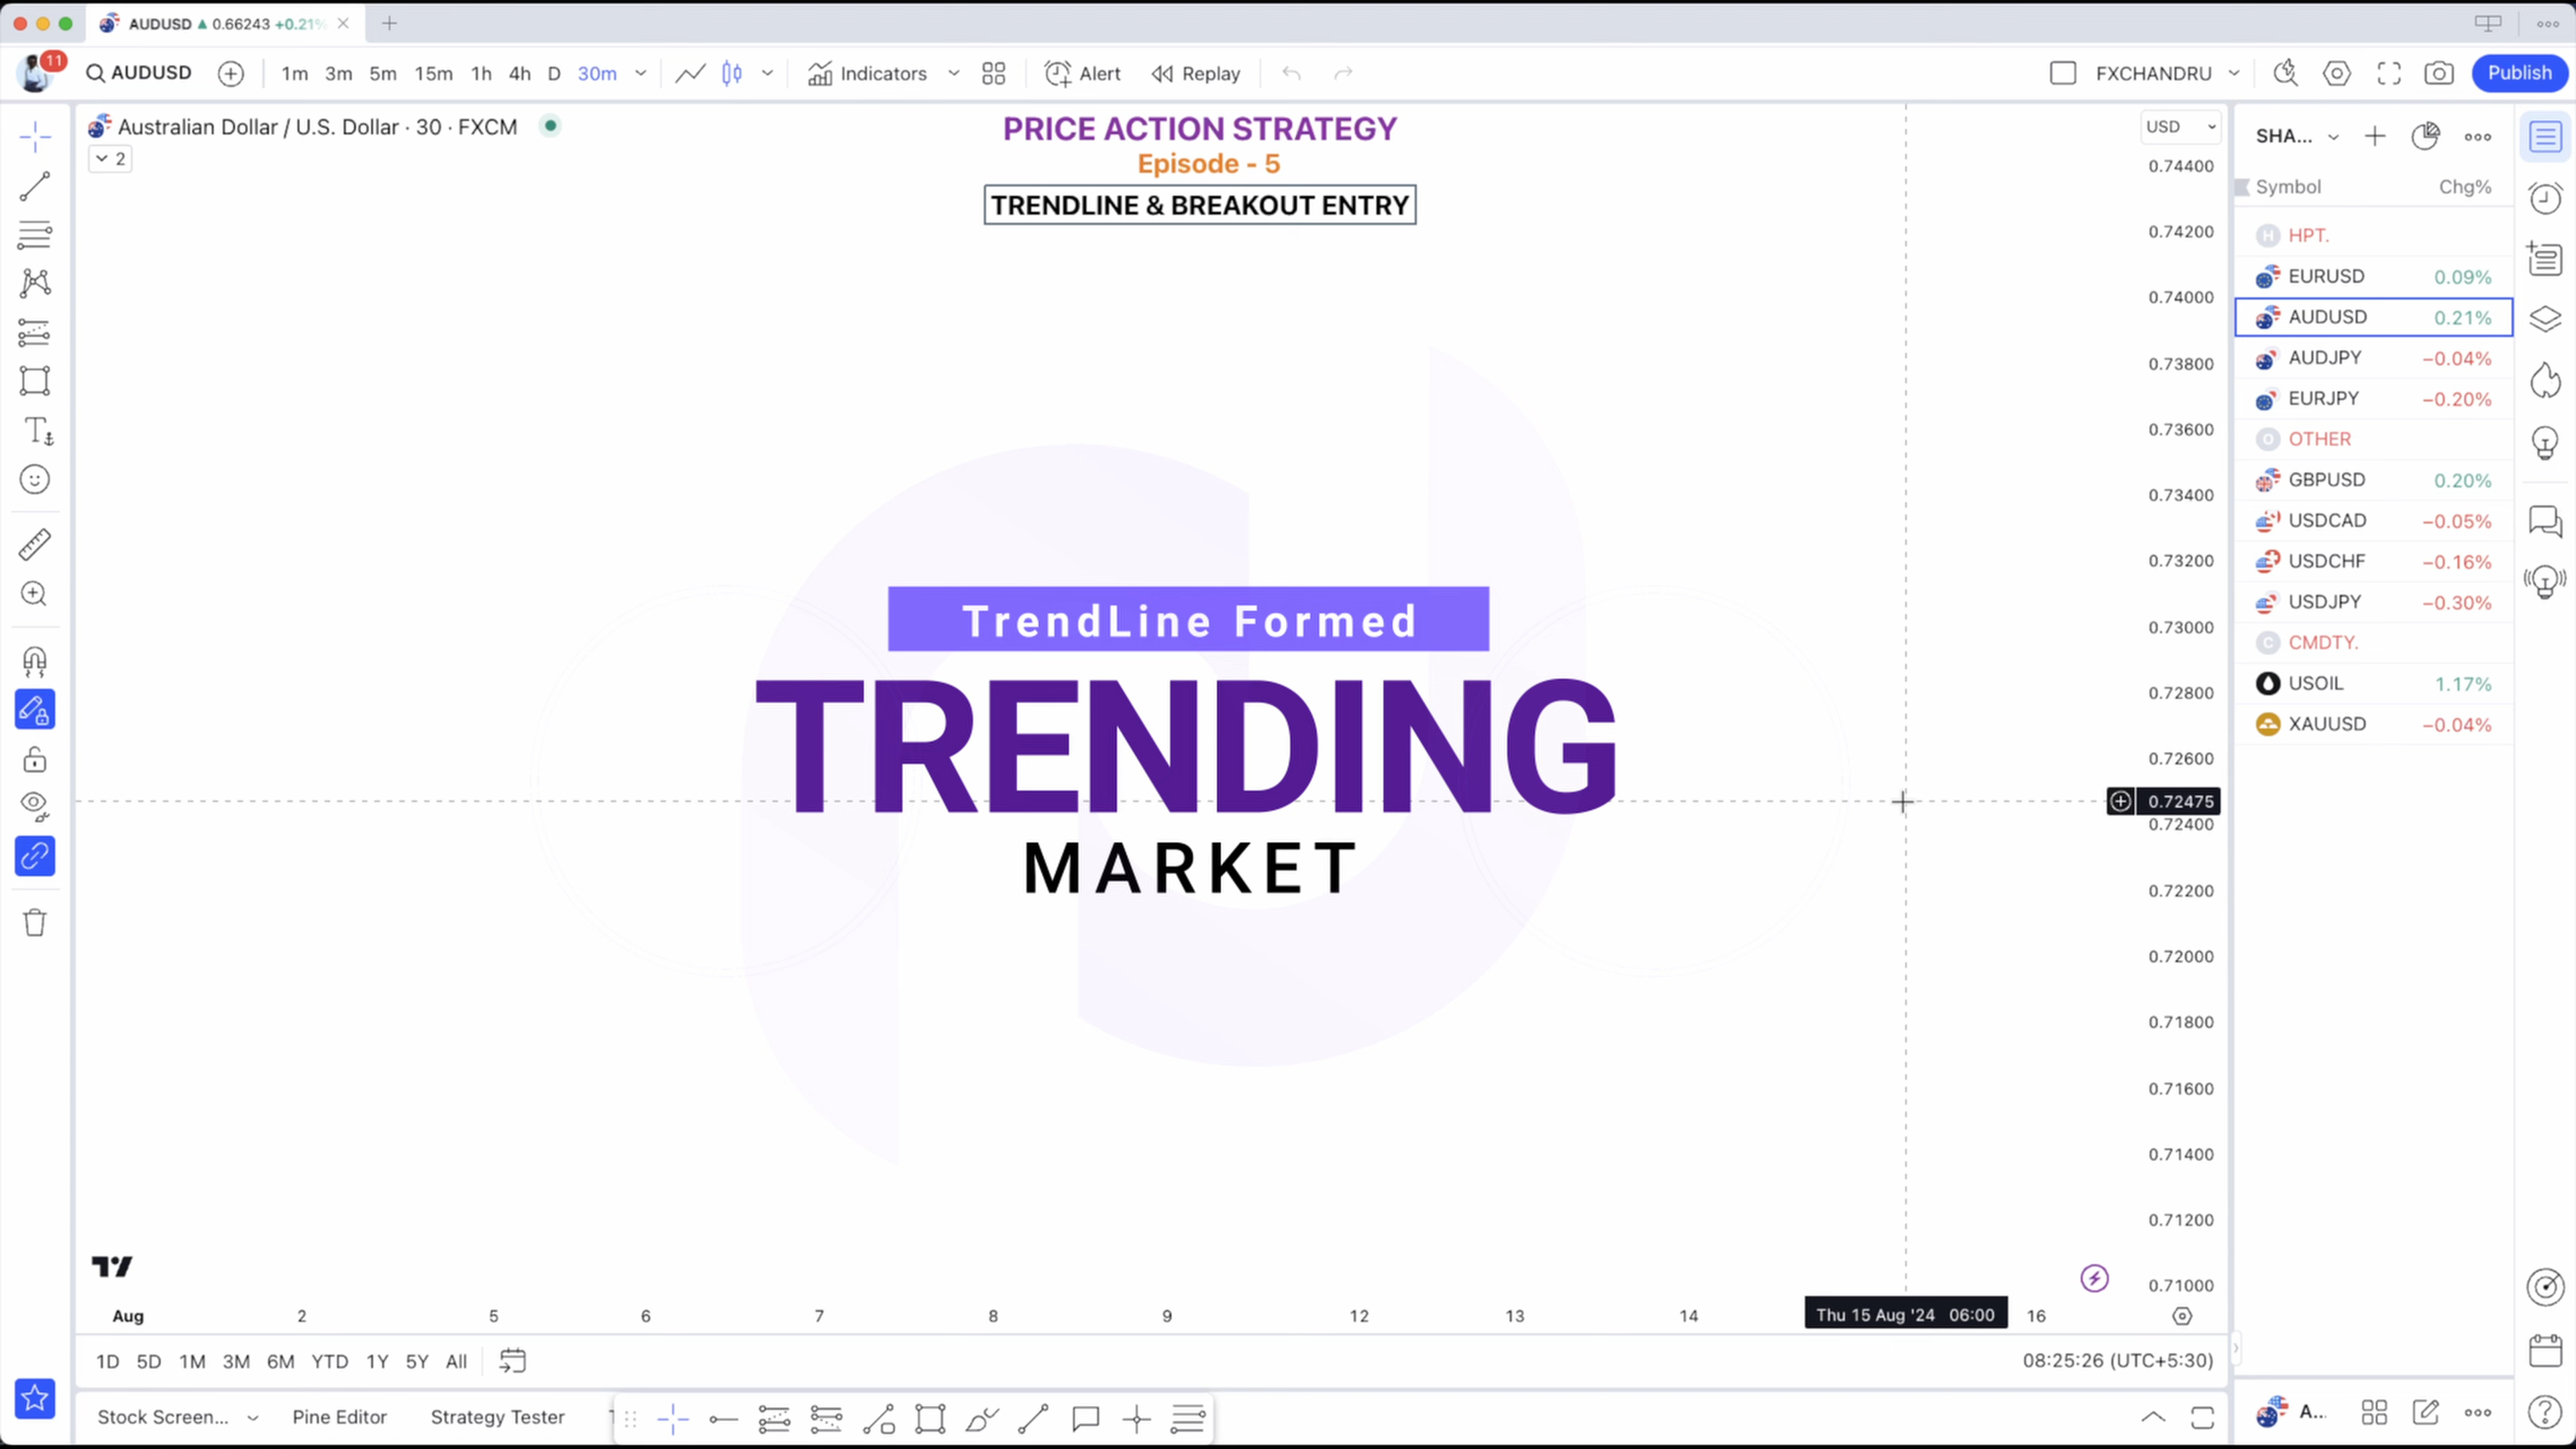 AUDUSD ▲ 0.66243 +0.21%
11
AUDUSD 1m 3m 5m 15m 1h 4h D 30m Indicators Alert Replay FXCHANDRU Publish
Australian Dollar / U.S. Dollar · 30 · FXCM
2
PRICE ACTION STRATEGY
Episode - 5
TRENDLINE & BREAKOUT ENTRY
TrendLine Formed
TRENDING
MARKET
USD
0.74400
0.74200
0.74000
0.73800
0.73600
0.73400
0.73200
0.73000
0.72800
0.72600
0.72475
0.72400
0.72200
0.72000
0.71800
0.71600
0.71400
0.71200
0.71000
Aug 2 5 6 7 8 9 12 13 14 Thu 15 Aug '24 06:00 16
1D 5D 1M 3M 6M YTD 1Y 5Y All
08:25:26 (UTC+5:30)
Stock Screen... Pine Editor Strategy Tester
SHA...
Symbol Chg%
H HPT.
EURUSD 0.09%
AUDUSD 0.21%
AUDJPY −0.04%
EURJPY −0.20%
O OTHER
GBPUSD 0.20%
USDCAD −0.05%
USDCHF −0.16%
USDJPY −0.30%
C CMDTY.
USOIL 1.17%
XAUUSD −0.04%
A...